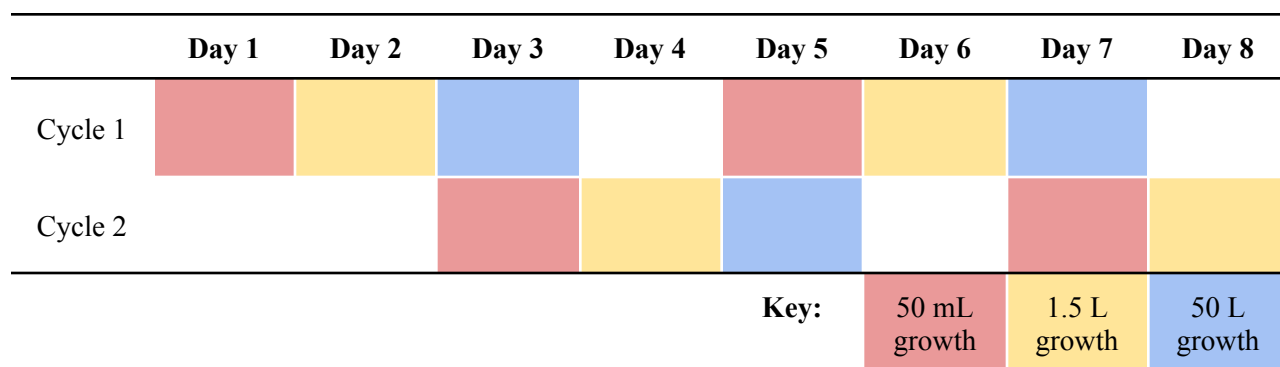 Day 1 Day 2 Day 3 Day 4 Day 5 Day 6 Day 7 Day 8
Cycle 1
Cycle 2
Key: 50 mL growth 1.5 L growth 50 L growth